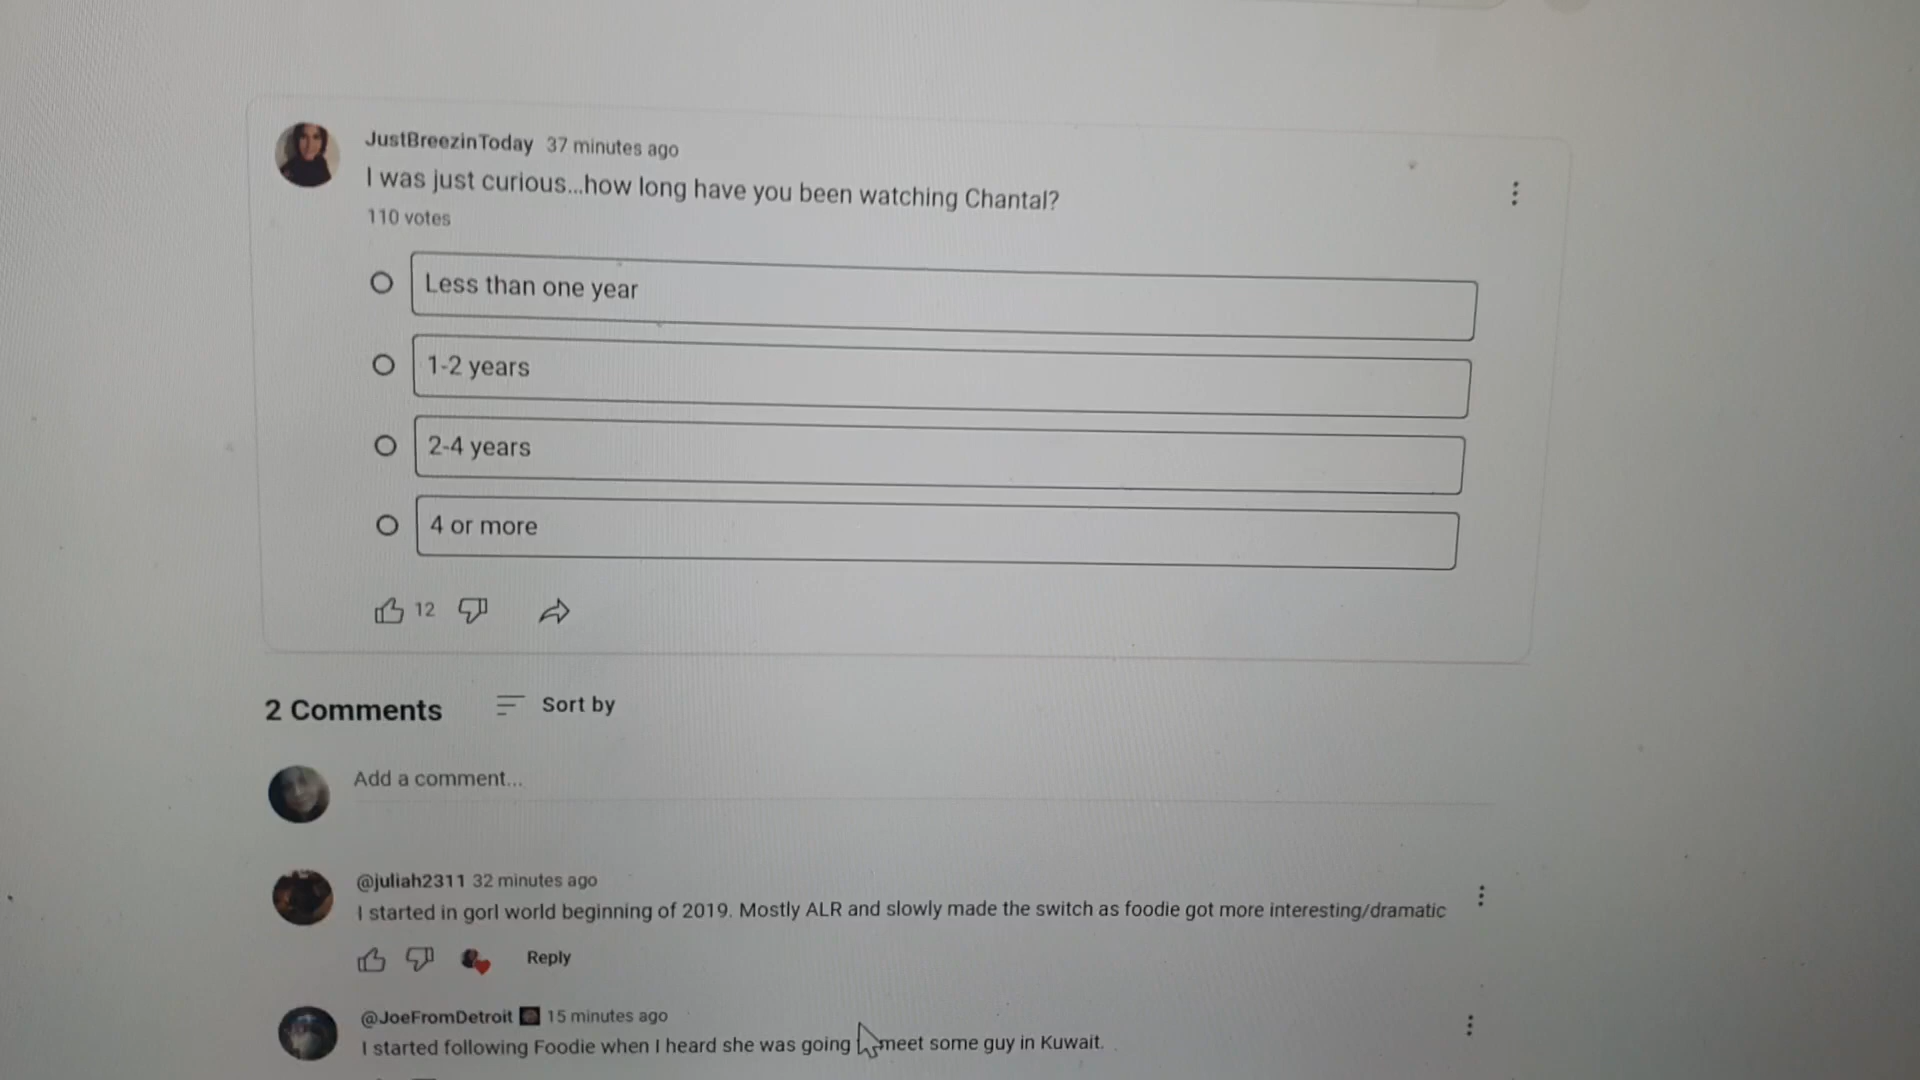 JustBreezinToday 37 minutes ago
I was just curious...how long have you been watching Chantal?
110 votes
Less than one year
1-2 years
2-4 years
4 or more
12
2 Comments Sort by
Add a comment...
@juliah2311 32 minutes ago
I started in gorl world beginning of 2019. Mostly ALR and slowly made the switch as foodie got more interesting/dramatic
Reply
@JoeFromDetroit 15 minutes ago
I started following Foodie when I heard she was going meet some guy in Kuwait.